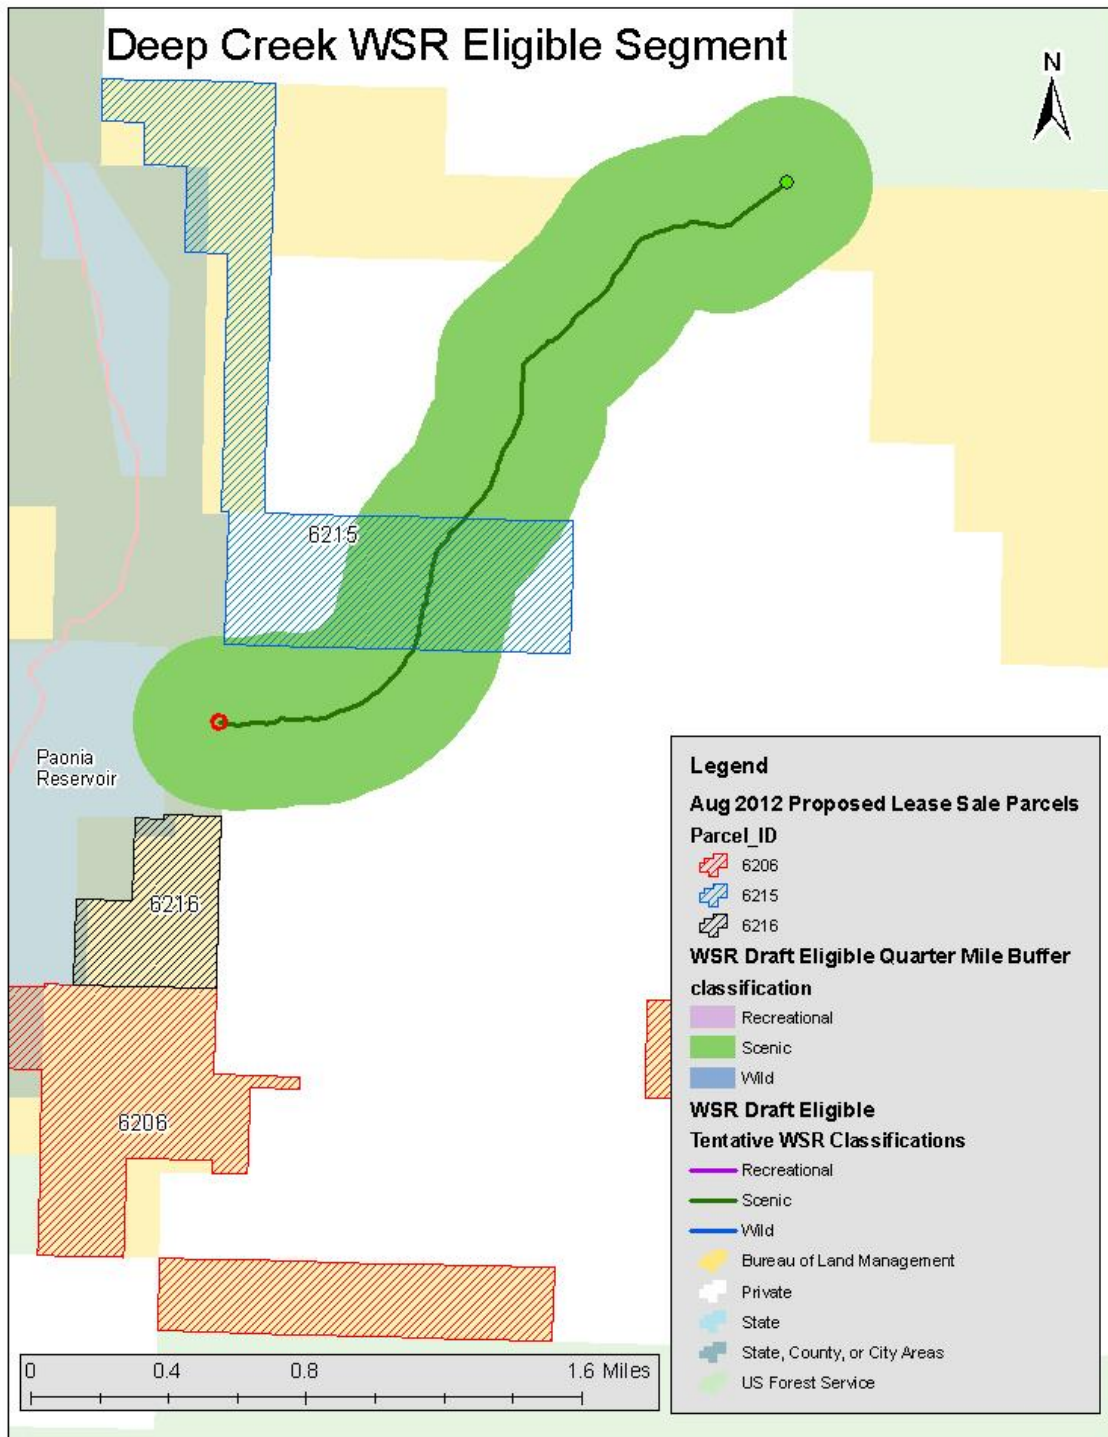 Deep Creek WSR Eligible Segment
N
6215
Paonia
Reservoir
6216
6206
Legend
Aug 2012 Proposed Lease Sale Parcels
Parcel_ID
6206
6215
6216
WSR Draft Eligible Quarter Mile Buffer
classification
Recreational
Scenic
Wild
WSR Draft Eligible
Tentative WSR Classifications
Recreational
Scenic
Wild
Bureau of Land Management
Private
State
State, County, or City Areas
US Forest Service
0 0.4 0.8 1.6 Miles